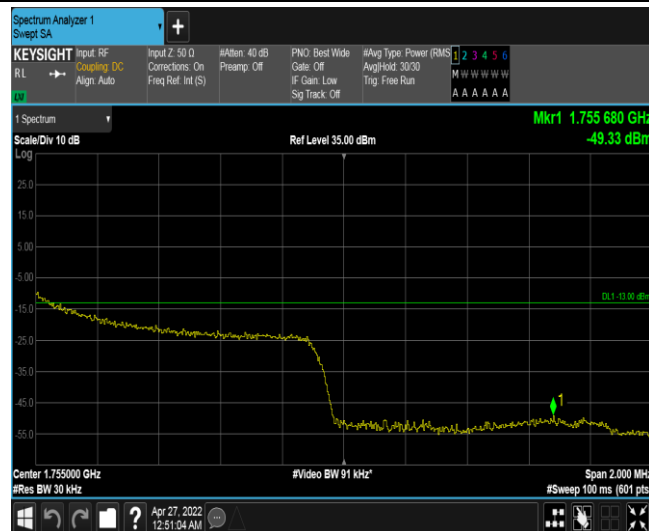 Spectrum Analyzer 1
Swept SA
+
KEYSIGHT Input: RF Input Z: 50 Ω #Atten: 40 dB PNO: Best Wide #Avg Type: Power (RMS 1 2 3 4 5 6
RL Coupling: DC Corrections: On Preamp: Off Gate: Off Avg|Hold: 30/30 M W W W W W
Align: Auto Freq Ref: Int (S) IF Gain: Low Trig: Free Run
Sig Track: Off A A A A A A
1 Spectrum
Mkr1 1.755 680 GHz
Scale/Div 10 dB Ref Level 35.00 dBm -49.33 dBm
Log
25.0
15.0
5.00
-5.00
DL1 -13.00 dBm
-15.0
-25.0
-35.0
1
-45.0
-55.0
Center 1.755000 GHz #Video BW 91 kHz* Span 2.000 MHz
#Res BW 30 kHz #Sweep 100 ms (601 pts
? Apr 27, 2022
12:51:04 AM